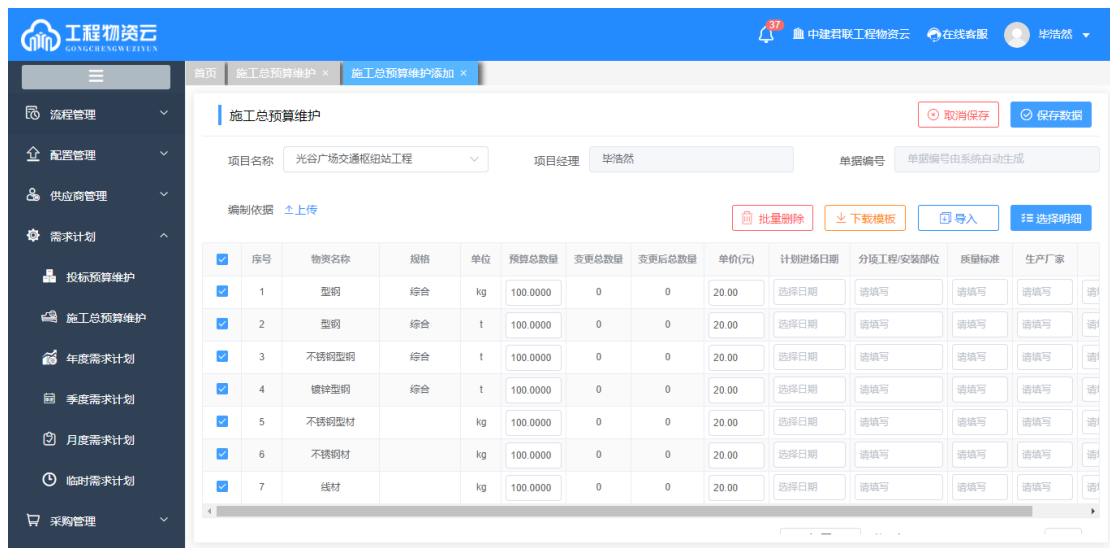 工程物资云
GONGCHENGWUZIYUN
37
中建君联工程物资云
在线客服
毕浩然
首页
施工总预算维护 ×
施工总预算维护添加 ×
流程管理
配置管理
供应商管理
需求计划
投标预算维护
施工总预算维护
年度需求计划
季度需求计划
月度需求计划
临时需求计划
采购管理
施工总预算维护
取消保存
保存数据
项目名称 光谷广场交通枢纽站工程
项目经理 毕浩然
单据编号 单据编号由系统自动生成
编制依据 上传
批量删除
下载模板
导入
选择明细
序号 物资名称 规格 单位 预算总数量 变更总数量 变更后总数量 单价(元) 计划进场日期 分项工程/安装部位 质量标准 生产厂家
1 型钢 综合 kg 100.0000 0 0 20.00 选择日期 请填写 请填写 请填写
2 型钢 综合 t 100.0000 0 0 20.00 选择日期 请填写 请填写 请填写
3 不锈钢型钢 综合 t 100.0000 0 0 20.00 选择日期 请填写 请填写 请填写
4 镀锌型钢 综合 t 100.0000 0 0 20.00 选择日期 请填写 请填写 请填写
5 不锈钢型材 kg 100.0000 0 0 20.00 选择日期 请填写 请填写 请填写
6 不锈钢材 kg 100.0000 0 0 20.00 选择日期 请填写 请填写 请填写
7 线材 kg 100.0000 0 0 20.00 选择日期 请填写 请填写 请填写